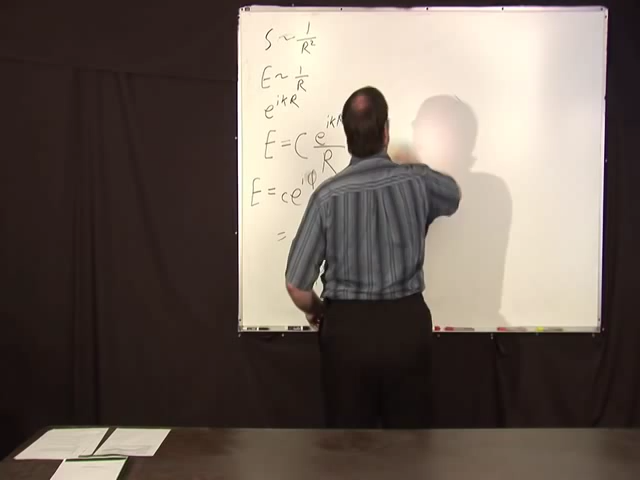 S ~ 1/R²
E ~ 1/R
e^{ikR}
E = C e^{ikR}/R
E = ce^{iφ}
=